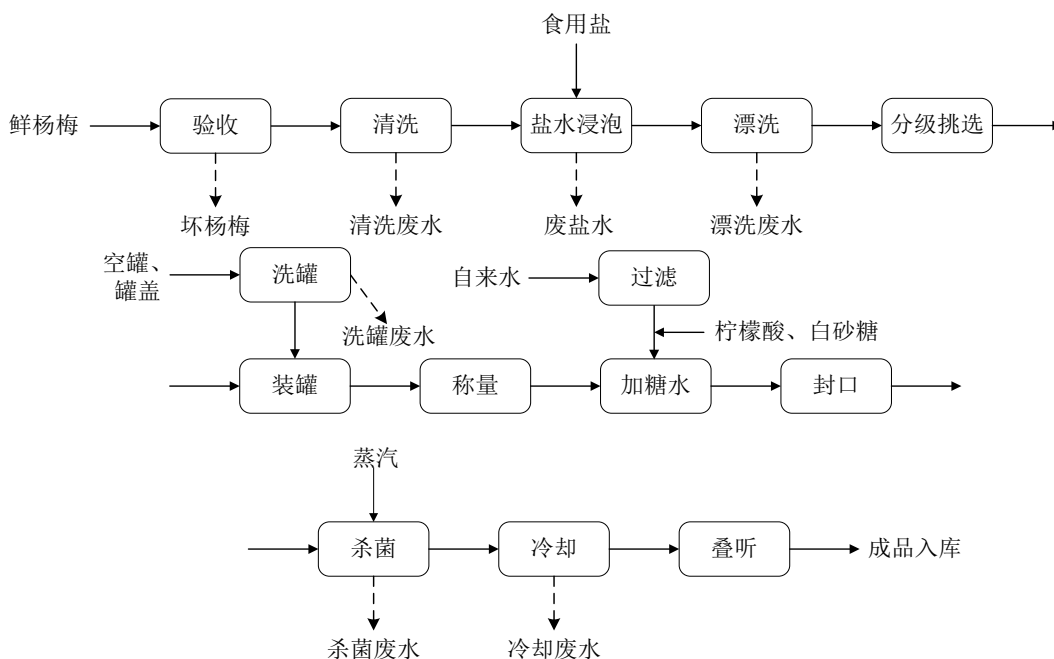 食用盐
鲜杨梅
验收
清洗
盐水浸泡
漂洗
分级挑选
坏杨梅
清洗废水
废盐水
漂洗废水
空罐、
罐盖
洗罐
自来水
过滤
洗罐废水
柠檬酸、白砂糖
装罐
称量
加糖水
封口
蒸汽
杀菌
冷却
叠听
成品入库
杀菌废水
冷却废水